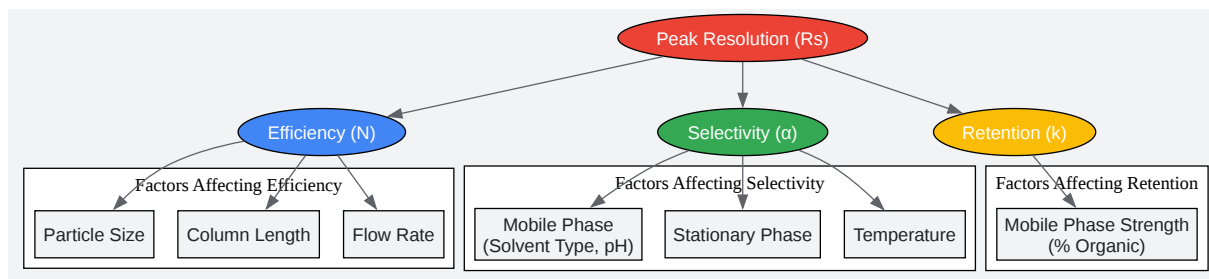 Peak Resolution (Rs)
Efficiency (N)
Selectivity (α)
Retention (k)
Factors Affecting Efficiency
Factors Affecting Selectivity
Factors Affecting Retention
Particle Size
Column Length
Flow Rate
Mobile Phase
(Solvent Type, pH)
Stationary Phase
Temperature
Mobile Phase Strength
(% Organic)